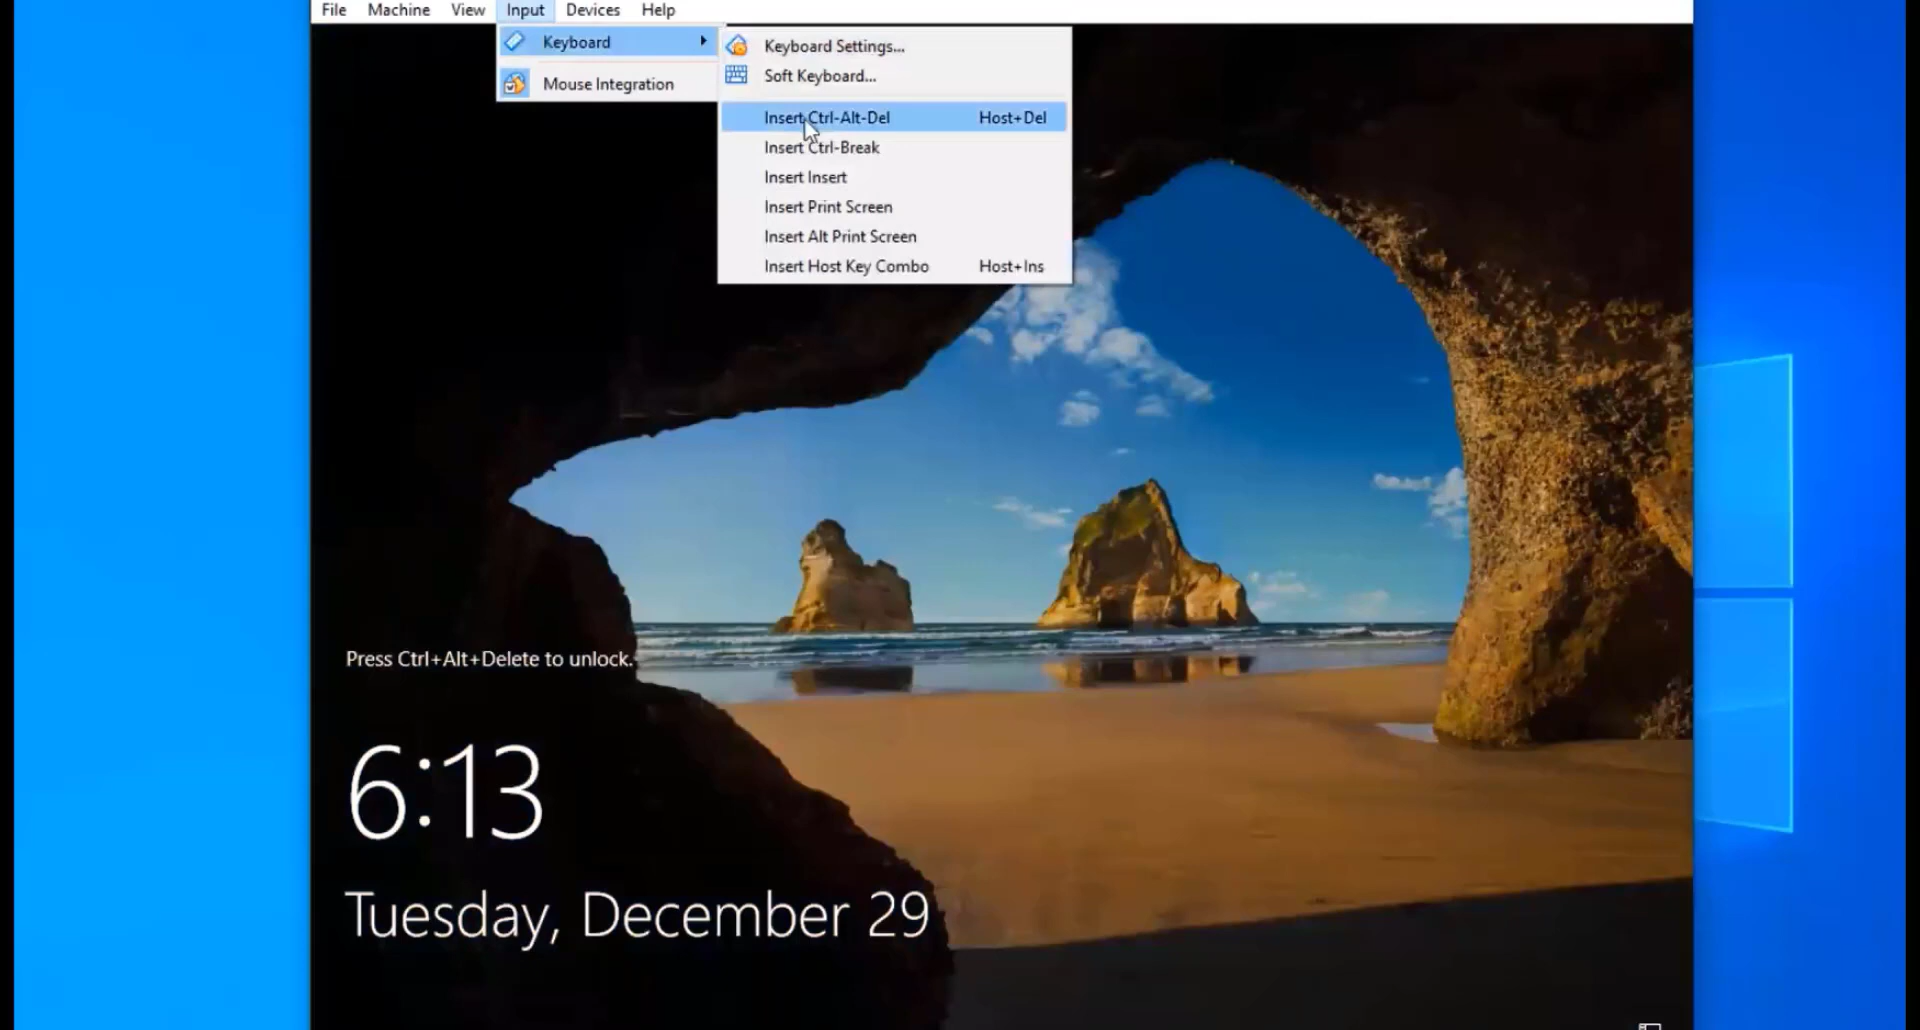 File Machine View Input Devices Help
Keyboard
Mouse Integration
Keyboard Settings...
Soft Keyboard...
Insert Ctrl-Alt-Del Host+Del
Insert Ctrl-Break
Insert Insert
Insert Print Screen
Insert Alt Print Screen
Insert Host Key Combo Host+Ins
Press Ctrl+Alt+Delete to unlock.
6:13
Tuesday, December 29